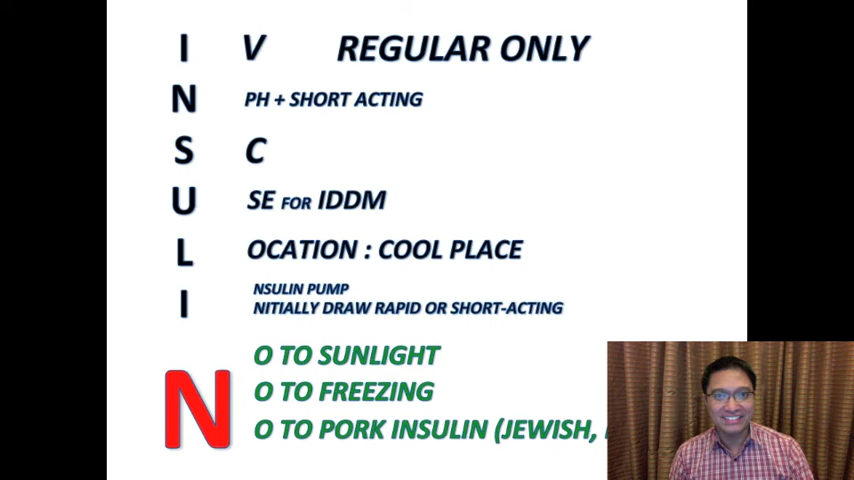 I V REGULAR ONLY
N PH + SHORT ACTING
S C
U SE FOR IDDM
L OCATION : COOL PLACE
I NSULIN PUMP
NITIALLY DRAW RAPID OR SHORT-ACTING
N O TO SUNLIGHT
O TO FREEZING
O TO PORK INSULIN (JEWISH,